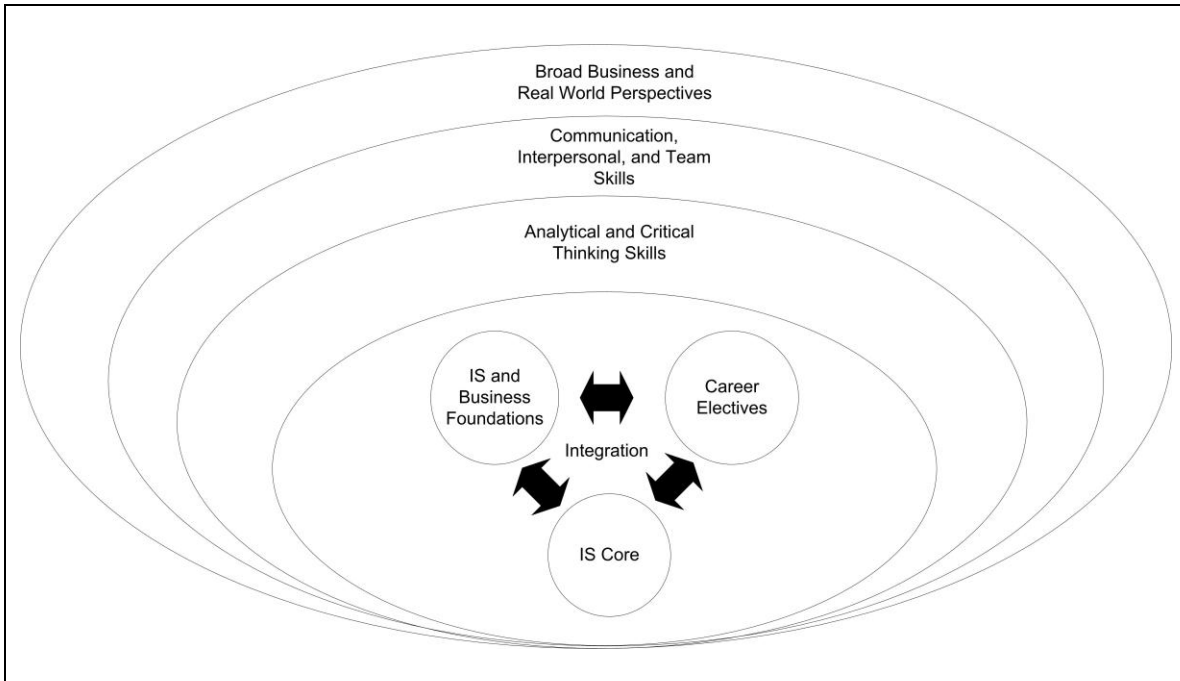 Broad Business and
Real World Perspectives
Communication,
Interpersonal, and Team
Skills
Analytical and Critical
Thinking Skills
IS and
Business
Foundations
Career
Electives
Integration
IS Core